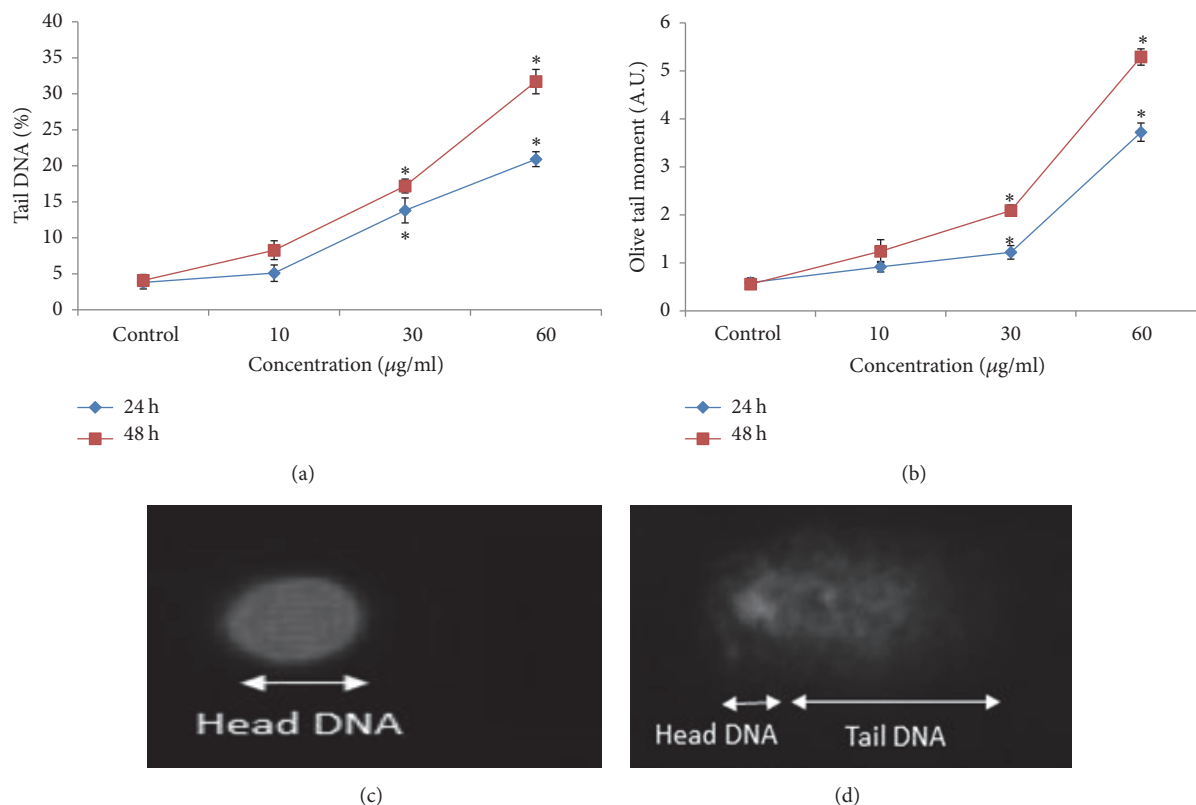 40
35
30
25
20
15
10
5
0
Tail DNA (%)
*
*
*
*
Control 10 30 60
Concentration (μg/ml)
24 h
48 h
(a)
6
5
4
3
2
1
0
Olive tail moment (A.U.)
*
*
*
*
Control 10 30 60
Concentration (μg/ml)
24 h
48 h
(b)
Head DNA
(c)
Head DNA Tail DNA
(d)